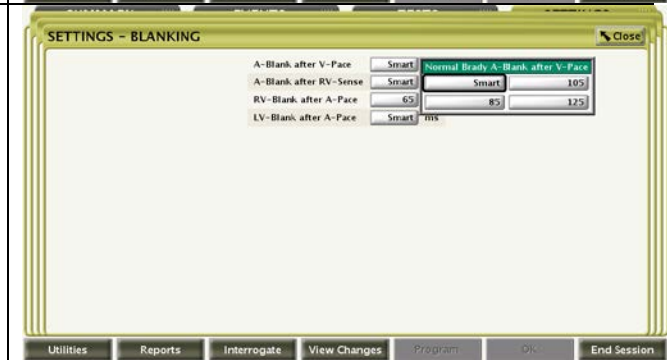 SETTINGS - BLANKING
Close
A-Blank after V-Pace Smart
A-Blank after RV-Sense Smart
RV-Blank after A-Pace 65
LV-Blank after A-Pace Smart ms
Normal Brady A-Blank after V-Pace
Smart 105
85 125
Utilities Reports Interrogate View Changes Program OK End Session